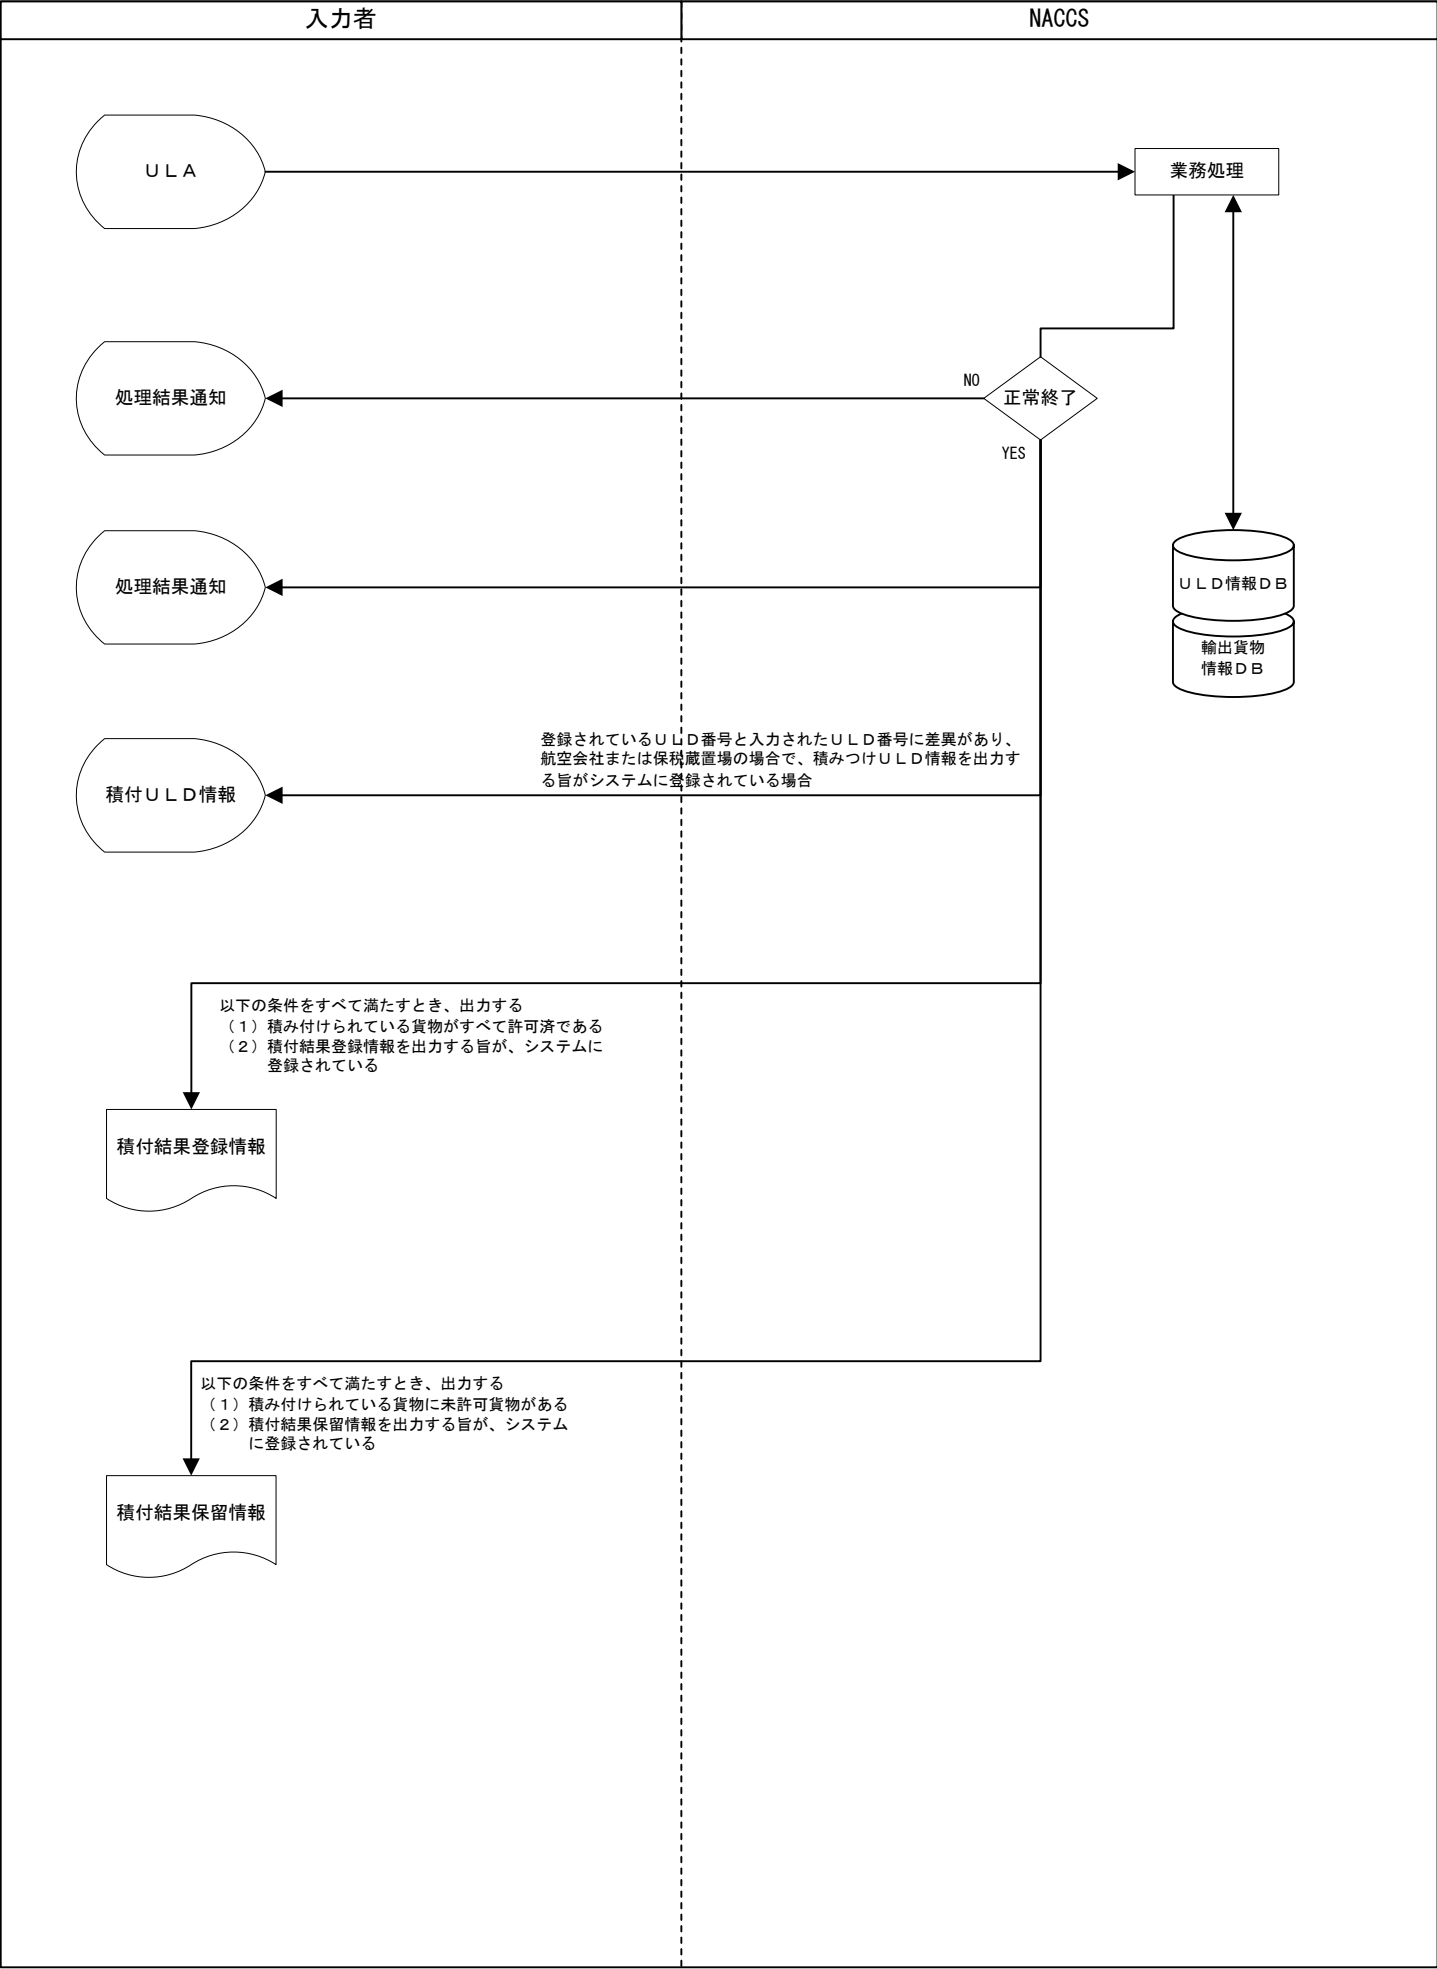 入力者
NACCS
ＵＬＡ
業務処理
NO
処理結果通知
正常終了
YES
処理結果通知
ＵＬＤ情報ＤＢ
輸出貨物
情報ＤＢ
登録されているＵＬＤ番号と入力されたＵＬＤ番号に差異があり、
航空会社または保税蔵置場の場合で、積みつけＵＬＤ情報を出力す
る旨がシステムに登録されている場合
積付ＵＬＤ情報
以下の条件をすべて満たすとき、出力する
（１）積み付けられている貨物がすべて許可済である
（２）積付結果登録情報を出力する旨が、システムに
登録されている
積付結果登録情報
以下の条件をすべて満たすとき、出力する
（１）積み付けられている貨物に未許可貨物がある
（２）積付結果保留情報を出力する旨が、システム
に登録されている
積付結果保留情報